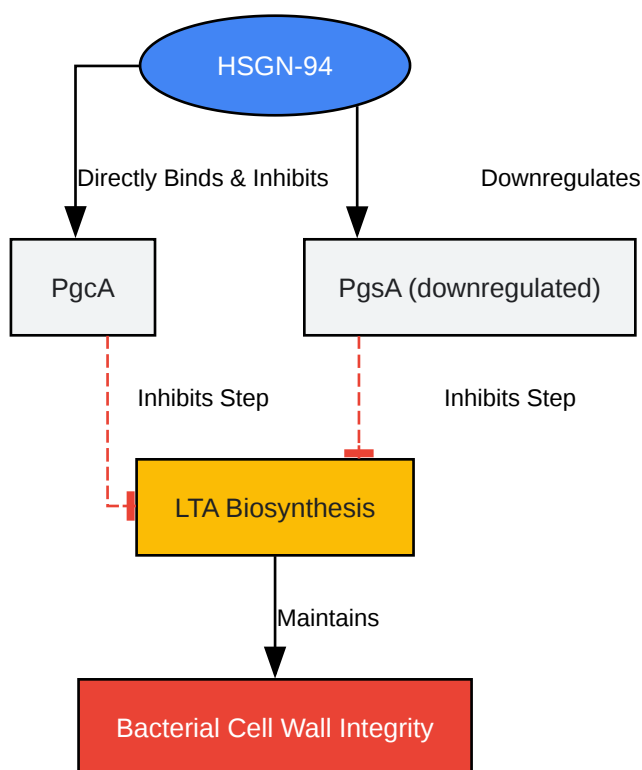 HSGN-94
Directly Binds & Inhibits
Downregulates
PgcA
PgsA (downregulated)
Inhibits Step
Inhibits Step
LTA Biosynthesis
Maintains
Bacterial Cell Wall Integrity